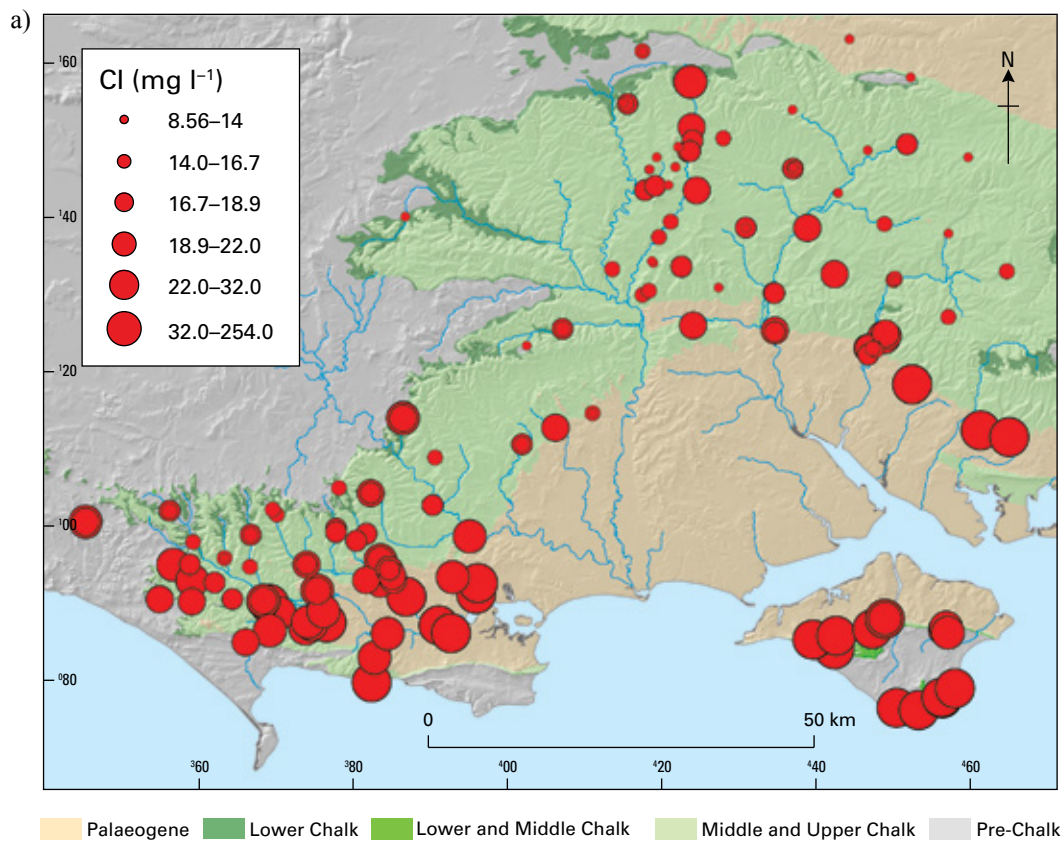 a)
Cl (mg l⁻¹)
8.56–14
14.0–16.7
16.7–18.9
18.9–22.0
22.0–32.0
32.0–254.0
N
¹60
¹40
¹20
¹00
⁰80
0 50 km
³60 ³80 ⁴00 ⁴20 ⁴40 ⁴60
Palaeogene Lower Chalk Lower and Middle Chalk Middle and Upper Chalk Pre-Chalk